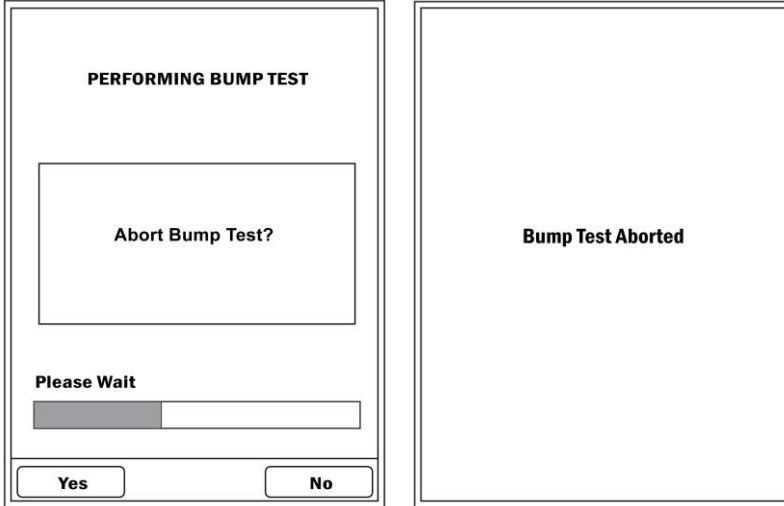 PERFORMING BUMP TEST
Abort Bump Test?
Please Wait
Yes
No
Bump Test Aborted